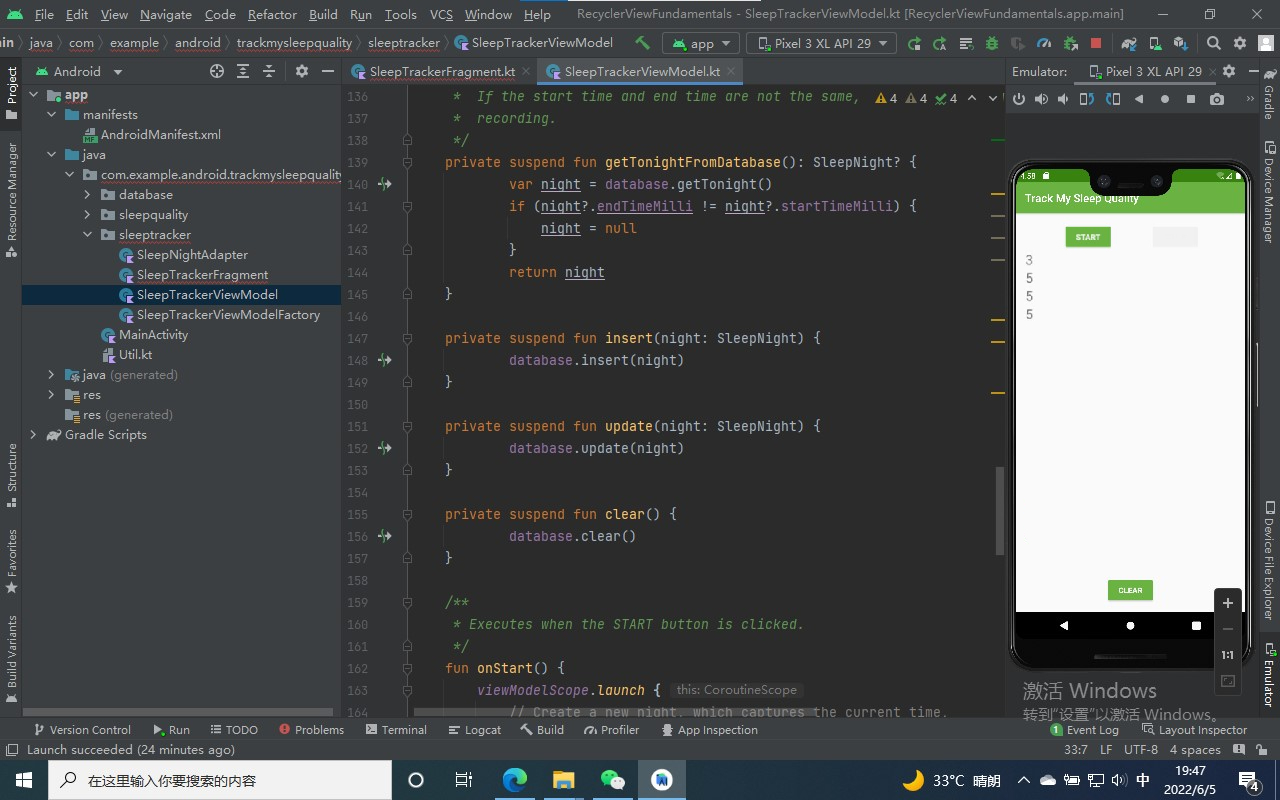 File Edit View Navigate Code Refactor Build Run Tools VCS Window Help RecyclerViewFundamentals - SleepTrackerViewModel.kt [RecyclerViewFundamentals.app.main]
in java com example android trackmysleepquality sleeptracker SleepTrackerViewModel app Pixel 3 XL API 29
Android SleepTrackerFragment.kt SleepTrackerViewModel.kt Emulator: Pixel 3 XL API 29
Project
Resource Manager
Structure
Favorites
Build Variants
app
manifests
AndroidManifest.xml
java
com.example.android.trackmysleepquality
database
sleepquality
sleeptracker
SleepNightAdapter
SleepTrackerFragment
SleepTrackerViewModel
SleepTrackerViewModelFactory
MainActivity
Util.kt
java (generated)
res
res (generated)
Gradle Scripts
4 4 4
136 * If the start time and end time are not the same,
137 * recording.
138 */
139 private suspend fun getTonightFromDatabase(): SleepNight? {
140 var night = database.getTonight()
141 if (night?.endTimeMilli != night?.startTimeMilli) {
142 night = null
143 }
144 return night
145 }
146
147 private suspend fun insert(night: SleepNight) {
148 database.insert(night)
149 }
150
151 private suspend fun update(night: SleepNight) {
152 database.update(night)
153 }
154
155 private suspend fun clear() {
156 database.clear()
157 }
158
159 /**
160 * Executes when the START button is clicked.
161 */
162 fun onStart() {
163 viewModelScope.launch { this: CoroutineScope
164 // Create a new night, which captures the current time,
Track My Sleep Quality
START
3
5
5
5
CLEAR
1:1
Gradle
Device Manager
Device File Explorer
Emulator
激活 Windows
转到“设置”以激活 Windows。
Version Control Run TODO Problems Terminal Logcat Build Profiler App Inspection 1 Event Log Layout Inspector
Launch succeeded (24 minutes ago) 33:7 LF UTF-8 4 spaces
在这里输入你要搜索的内容 33°C 晴朗 中 19:47
2022/6/5 4